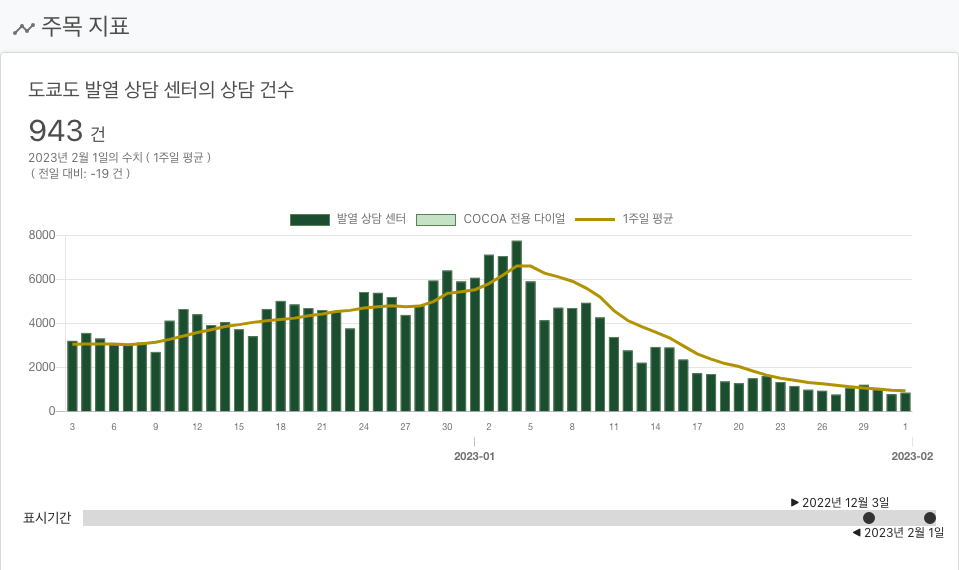 주목 지표
도쿄도 발열 상담 센터의 상담 건수
943 건
2023년 2월 1일의 수치 ( 1주일 평균 )
( 전일 대비: -19 건 )
발열 상담 센터 COCOA 전용 다이얼 1주일 평균
8000
6000
4000
2000
0
3 6 9 12 15 18 21 24 27 30 2 5 8 11 14 17 20 23 26 29 1
2023-01 2023-02
▶ 2022년 12월 3일
표시기간
◀ 2023년 2월 1일